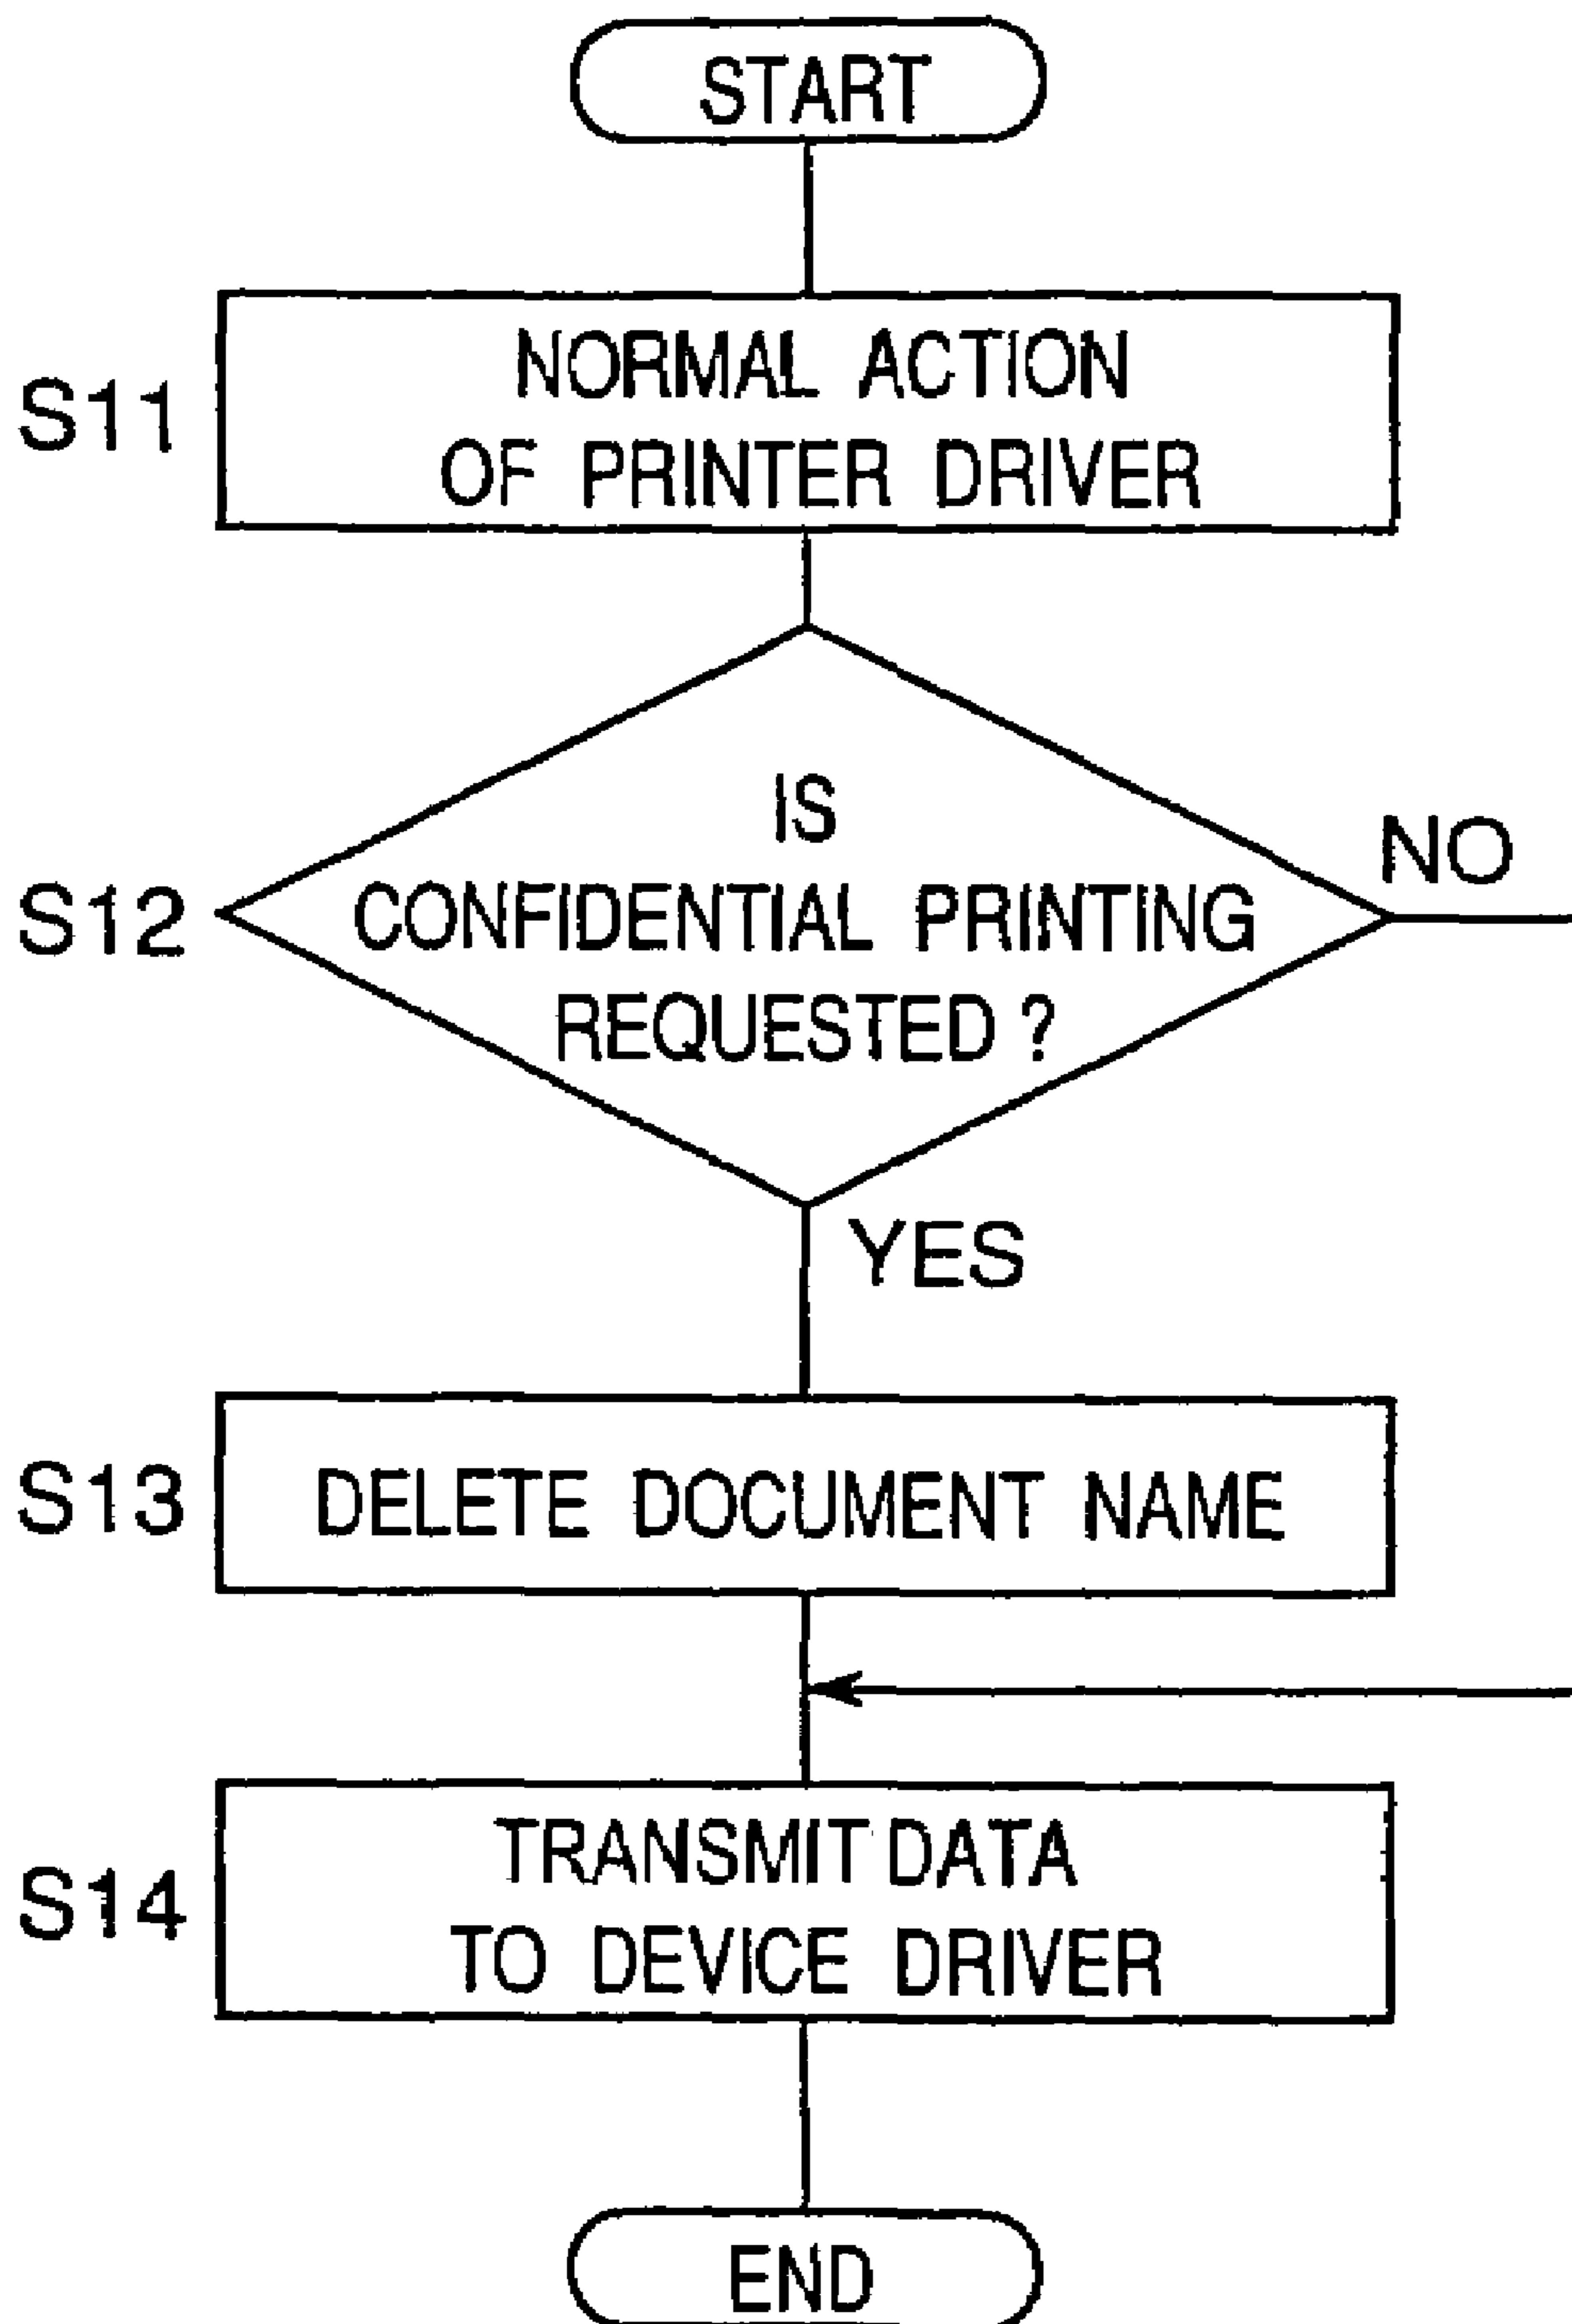 START
S11
NORMAL ACTION
OF PRINTER DRIVER
S12
IS
CONFIDENTIAL PRINTING
REQUESTED ?
NO
YES
S13
DELETE DOCUMENT NAME
S14
TRANSMIT DATA
TO DEVICE DRIVER
END